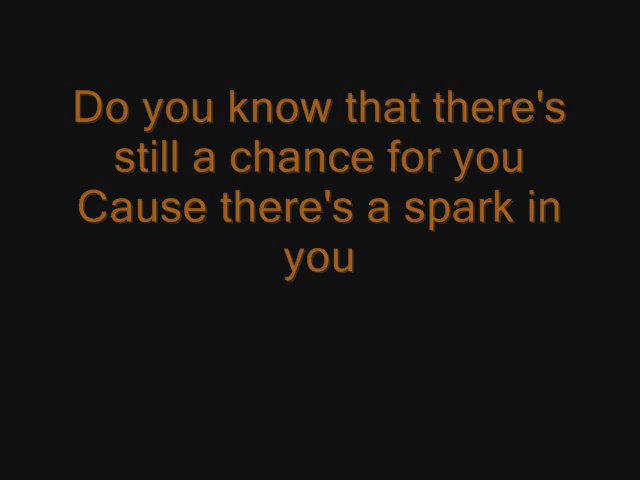 Do you know that there's
still a chance for you
Cause there's a spark in
you